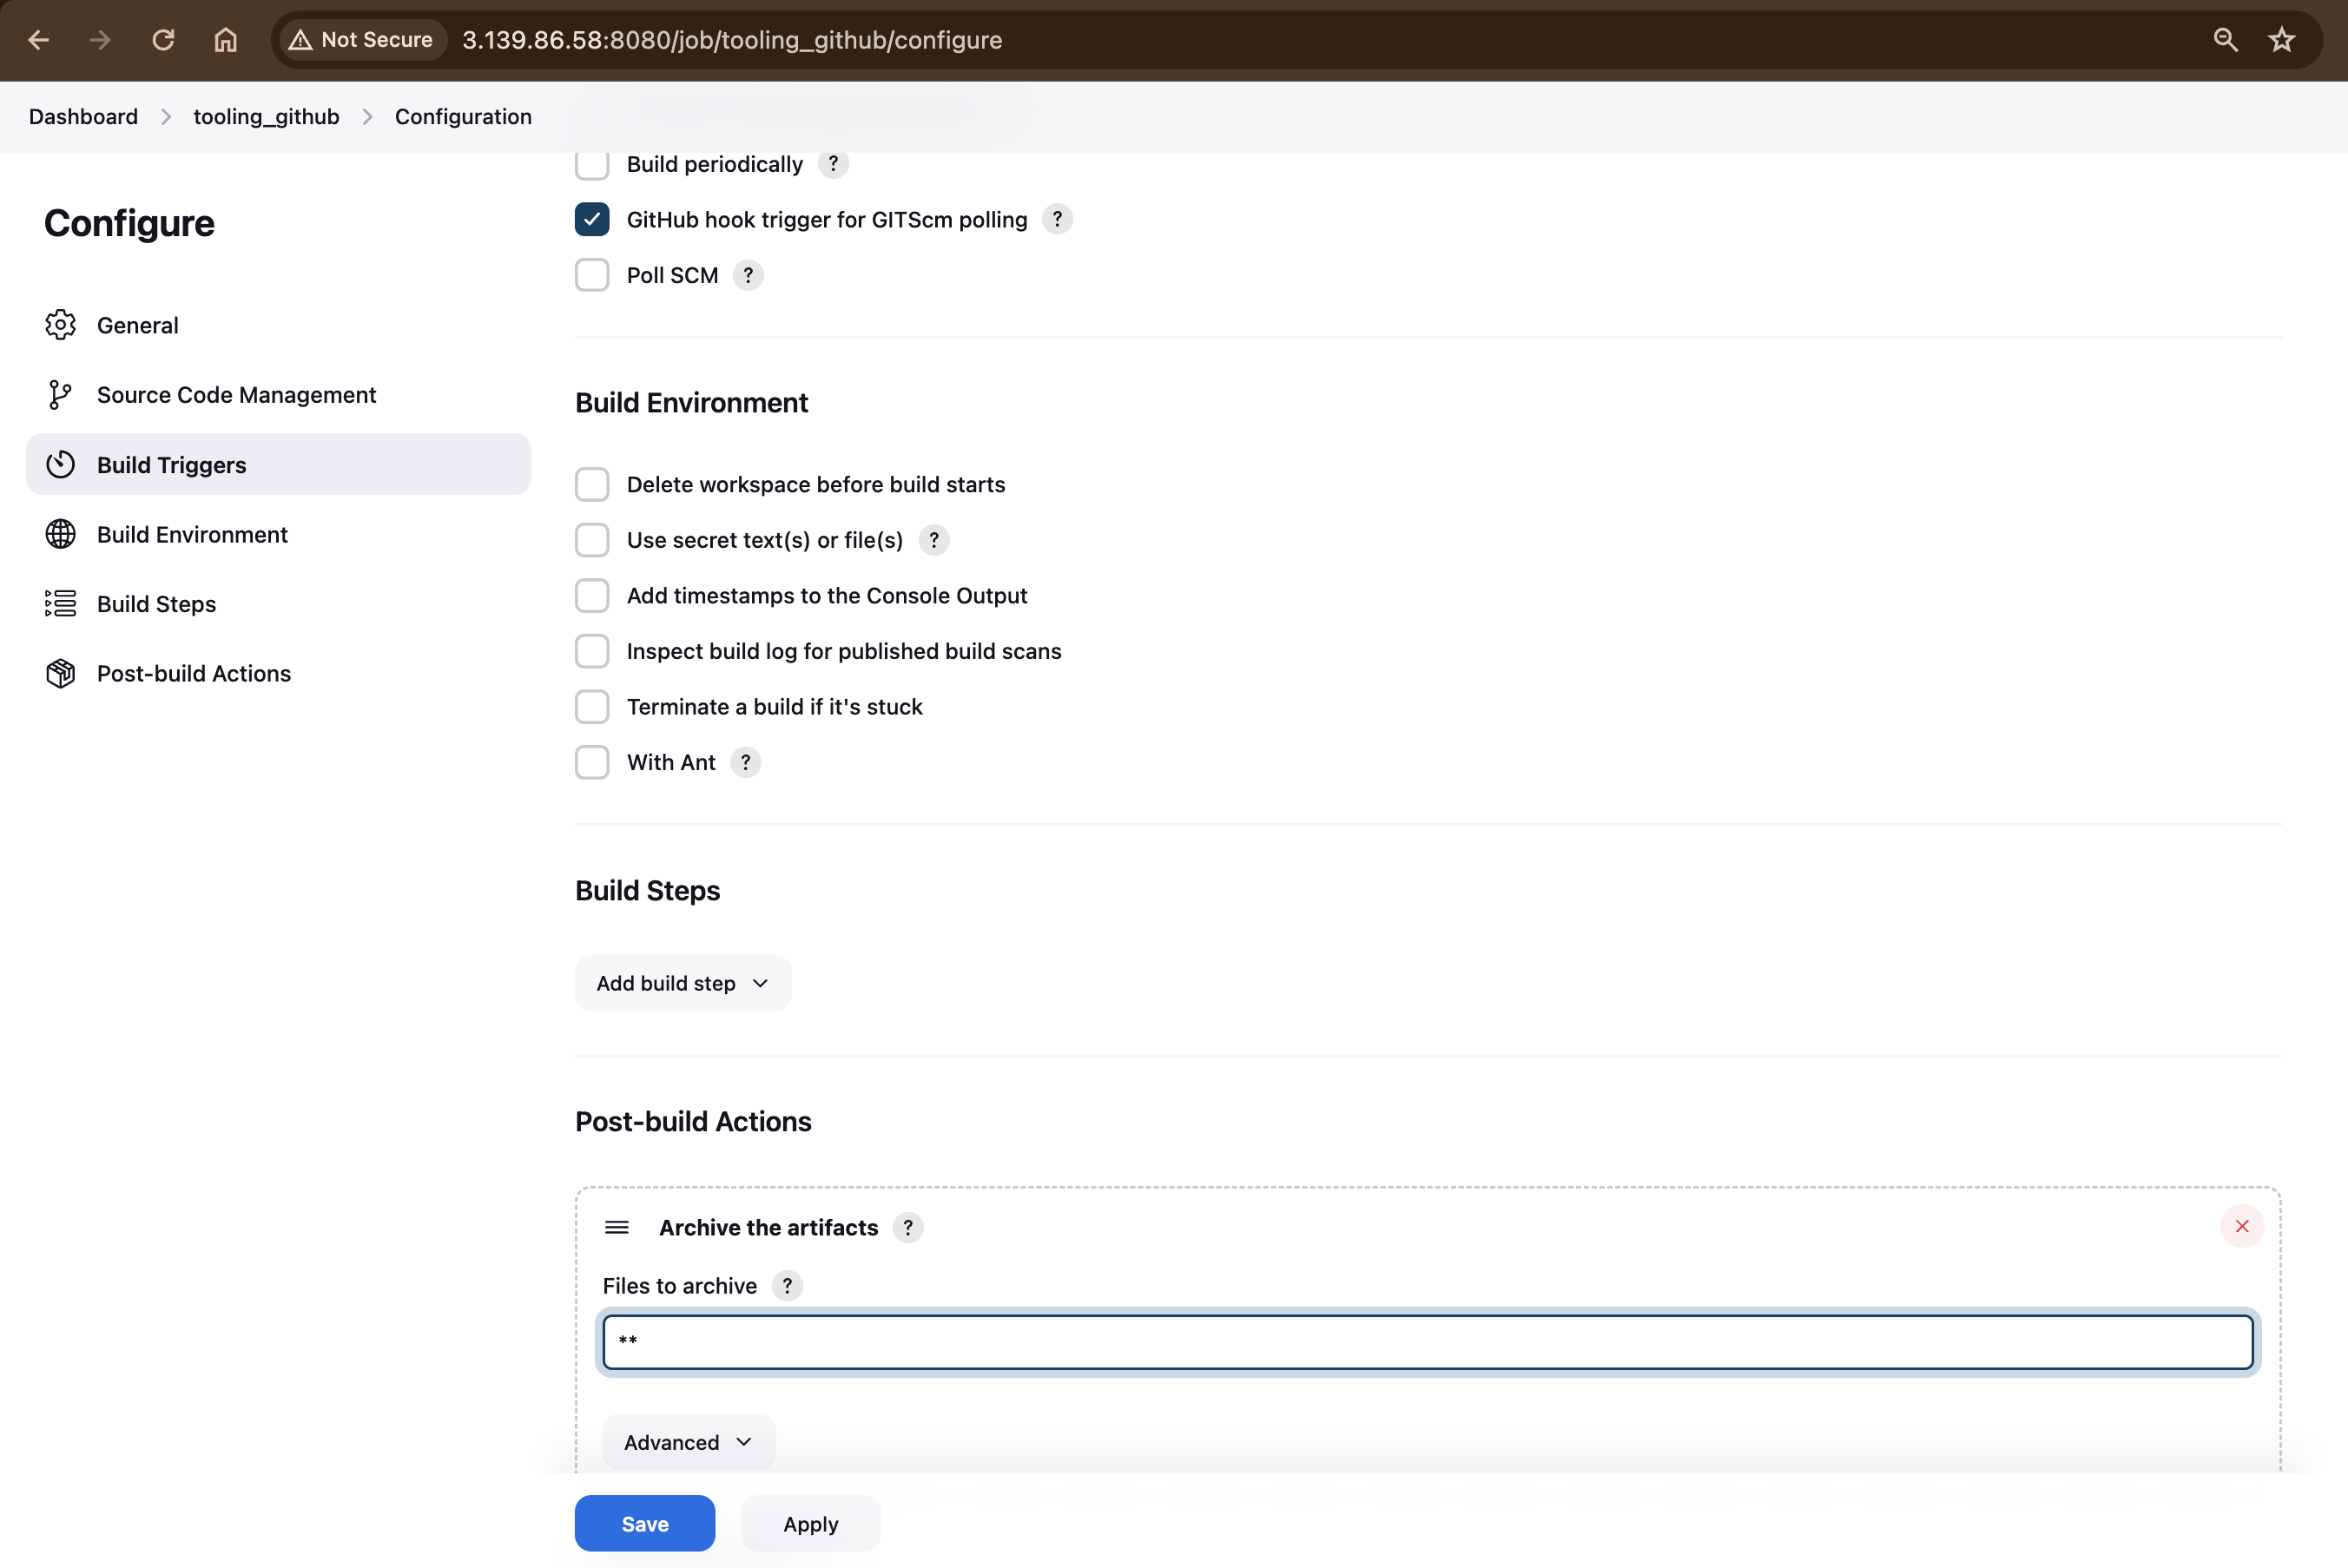 Not Secure 3.139.86.58:8080/job/tooling_github/configure
Dashboard > tooling_github > Configuration
Configure
General
Source Code Management
Build Triggers
Build Environment
Build Steps
Post-build Actions
Build periodically ?
GitHub hook trigger for GITScm polling ?
Poll SCM ?
Build Environment
Delete workspace before build starts
Use secret text(s) or file(s) ?
Add timestamps to the Console Output
Inspect build log for published build scans
Terminate a build if it's stuck
With Ant ?
Build Steps
Add build step
Post-build Actions
Archive the artifacts ?
Files to archive ?
**
Advanced
Save Apply